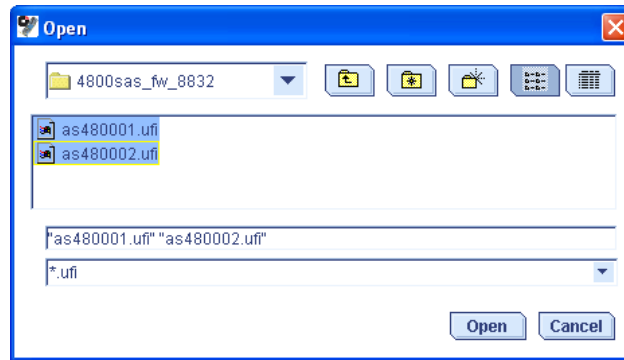 Open
4800sas_fw_8832
as480001.ufi
as480002.ufi
"as480001.ufi" "as480002.ufi"
*.ufi
Open Cancel